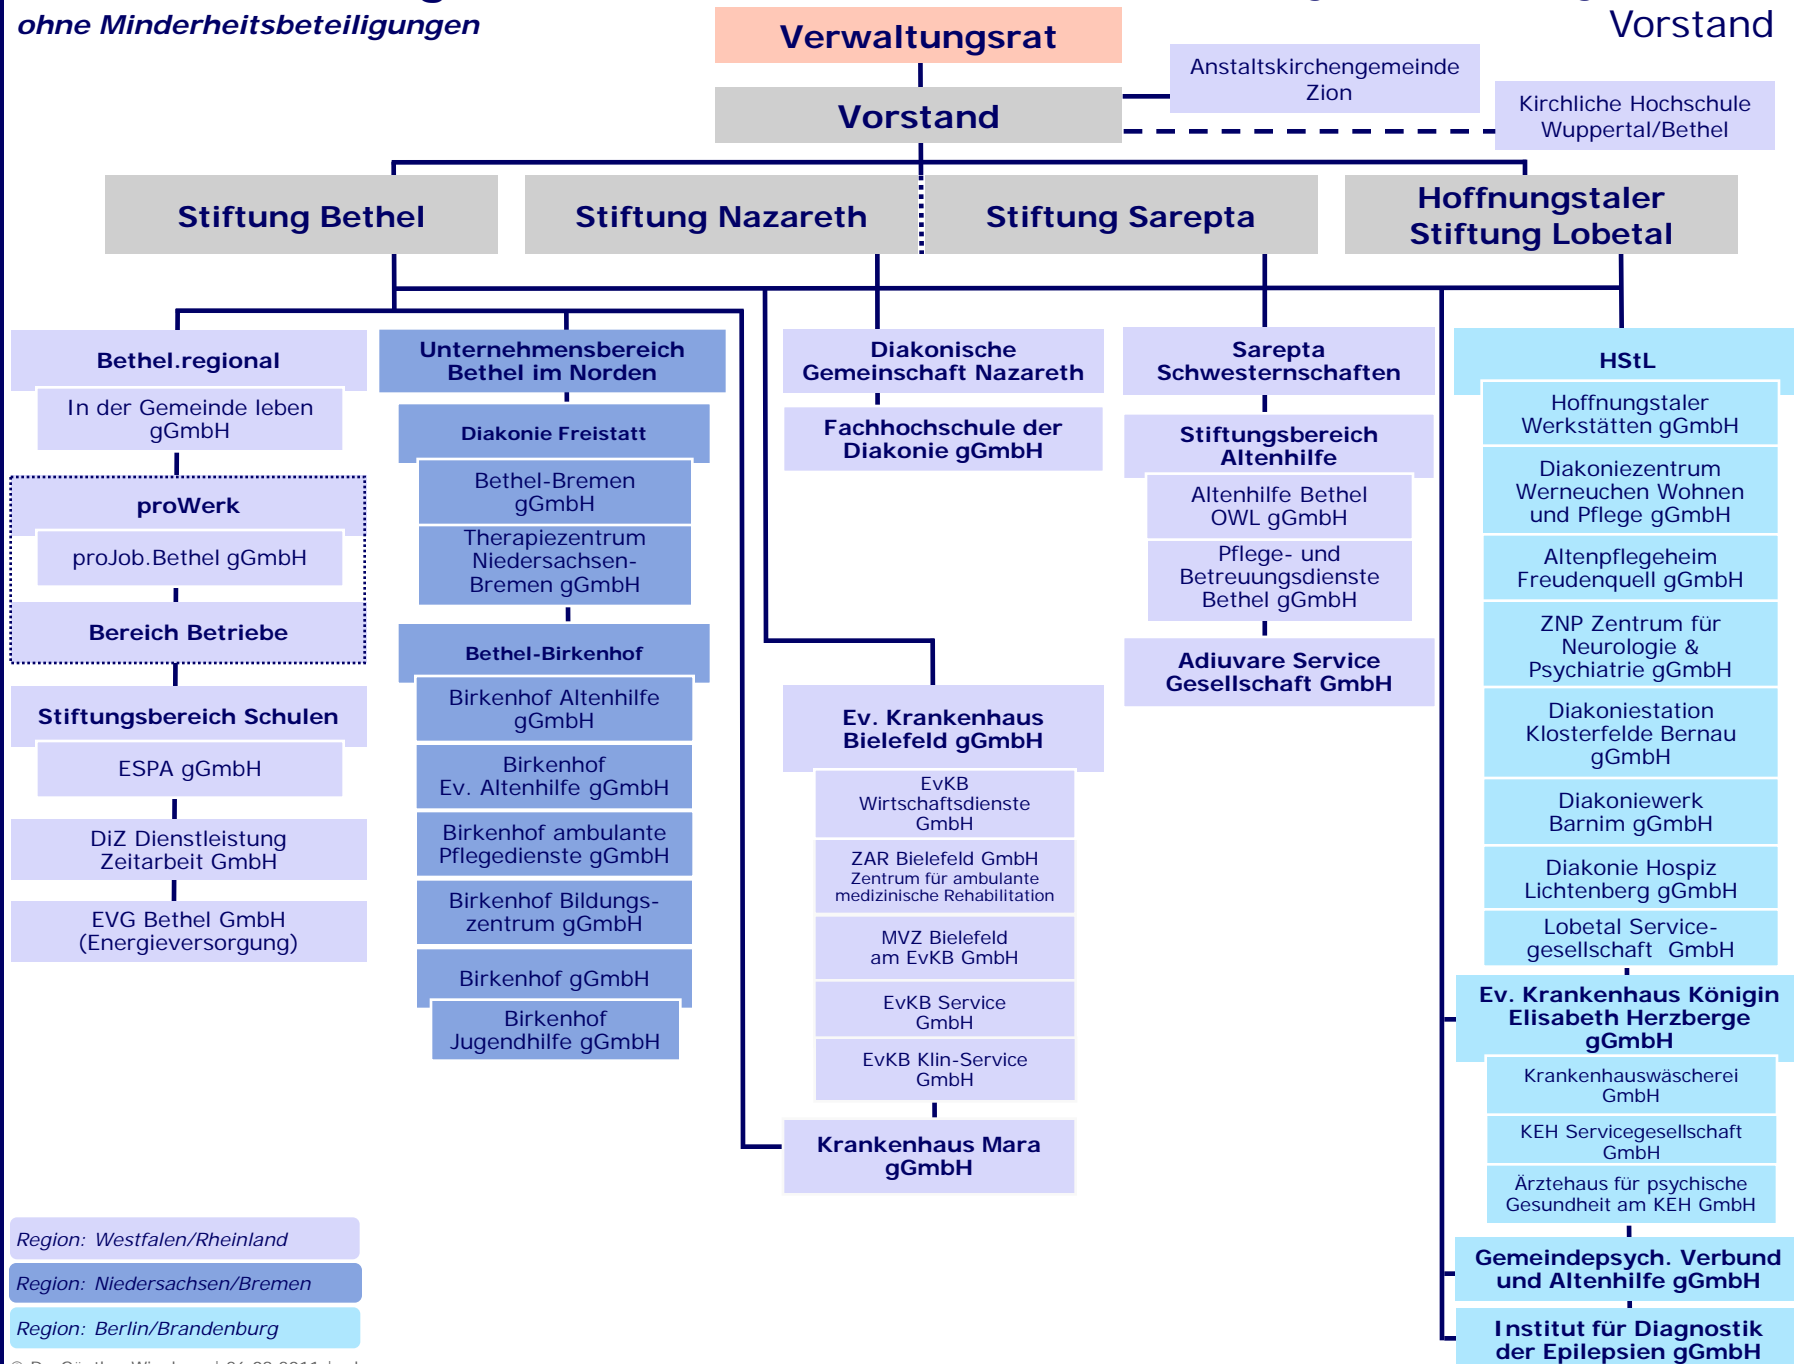 ohne Minderheitsbeteiligungen
Vorstand
Verwaltungsrat
Vorstand
Anstaltskirchengemeinde
Zion
Kirchliche Hochschule
Wuppertal/Bethel
Stiftung Bethel
Stiftung Nazareth
Stiftung Sarepta
Hoffnungstaler
Stiftung Lobetal
Bethel.regional
In der Gemeinde leben
gGmbH
proWerk
proJob.Bethel gGmbH
Bereich Betriebe
Stiftungsbereich Schulen
ESPA gGmbH
DiZ Dienstleistung
Zeitarbeit GmbH
EVG Bethel GmbH
(Energieversorgung)
Unternehmensbereich
Bethel im Norden
Diakonie Freistatt
Bethel-Bremen
gGmbH
Therapiezentrum
Niedersachsen-
Bremen gGmbH
Bethel-Birkenhof
Birkenhof Altenhilfe
gGmbH
Birkenhof
Ev. Altenhilfe gGmbH
Birkenhof ambulante
Pflegedienste gGmbH
Birkenhof Bildungs-
zentrum gGmbH
Birkenhof gGmbH
Birkenhof
Jugendhilfe gGmbH
Diakonische
Gemeinschaft Nazareth
Fachhochschule der
Diakonie gGmbH
Ev. Krankenhaus
Bielefeld gGmbH
EvKB
Wirtschaftsdienste
GmbH
ZAR Bielefeld GmbH
Zentrum für ambulante
medizinische Rehabilitation
MVZ Bielefeld
am EvKB GmbH
EvKB Service
GmbH
EvKB Klin-Service
GmbH
Krankenhaus Mara
gGmbH
Sarepta
Schwesternschaften
Stiftungsbereich
Altenhilfe
Altenhilfe Bethel
OWL gGmbH
Pflege- und
Betreuungsdienste
Bethel gGmbH
Adiuvare Service
Gesellschaft GmbH
HStL
Hoffnungstaler
Werkstätten gGmbH
Diakoniezentrum
Werneuchen Wohnen
und Pflege gGmbH
Altenpflegeheim
Freudenquell gGmbH
ZNP Zentrum für
Neurologie &
Psychiatrie gGmbH
Diakoniestation
Klosterfelde Bernau
gGmbH
Diakoniewerk
Barnim gGmbH
Diakonie Hospiz
Lichtenberg gGmbH
Lobetal Service-
gesellschaft GmbH
Ev. Krankenhaus Königin
Elisabeth Herzberge
gGmbH
Krankenhauswäscherei
GmbH
KEH Servicegesellschaft
GmbH
Ärztehaus für psychische
Gesundheit am KEH GmbH
Gemeindepsych. Verbund
und Altenhilfe gGmbH
Institut für Diagnostik
der Epilepsien gGmbH
Region: Westfalen/Rheinland
Region: Niedersachsen/Bremen
Region: Berlin/Brandenburg